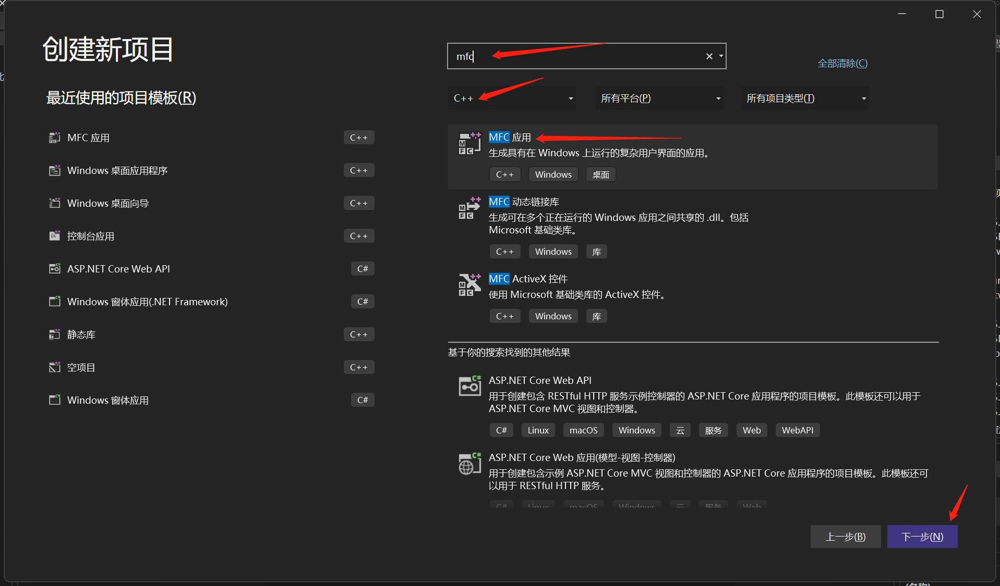 创建新项目
最近使用的项目模板(R)
MFC 应用
C++
Windows 桌面应用程序
C++
Windows 桌面向导
C++
控制台应用
C++
ASP.NET Core Web API
C#
Windows 窗体应用(.NET Framework)
C#
静态库
C++
空项目
C++
Windows 窗体应用
C#
mfc
全部清除(C)
C++
所有平台(P)
所有项目类型(T)
MFC 应用
生成具有在 Windows 上运行的复杂用户界面的应用。
C++ Windows 桌面
MFC 动态链接库
生成可在多个正在运行的 Windows 应用之间共享的 .dll。包括
Microsoft 基础类库。
C++ Windows 库
MFC ActiveX 控件
使用 Microsoft 基础类库的 ActiveX 控件。
C++ Windows 库
基于你的搜索找到的其他结果
ASP.NET Core Web API
用于创建包含 RESTful HTTP 服务示例控制器的 ASP.NET Core 应用程序的项目模板。此模板还可以用于
ASP.NET Core MVC 视图和控制器。
C# Linux macOS Windows 云 服务 Web WebAPI
ASP.NET Core Web 应用(模型-视图-控制器)
用于创建包含示例 ASP.NET Core MVC 视图和控制器的 ASP.NET Core 应用程序的项目模板。此模板还可
以用于 RESTful HTTP 服务。
C# Linux macOS Windows 云 服务 Web
上一步(B)
下一步(N)